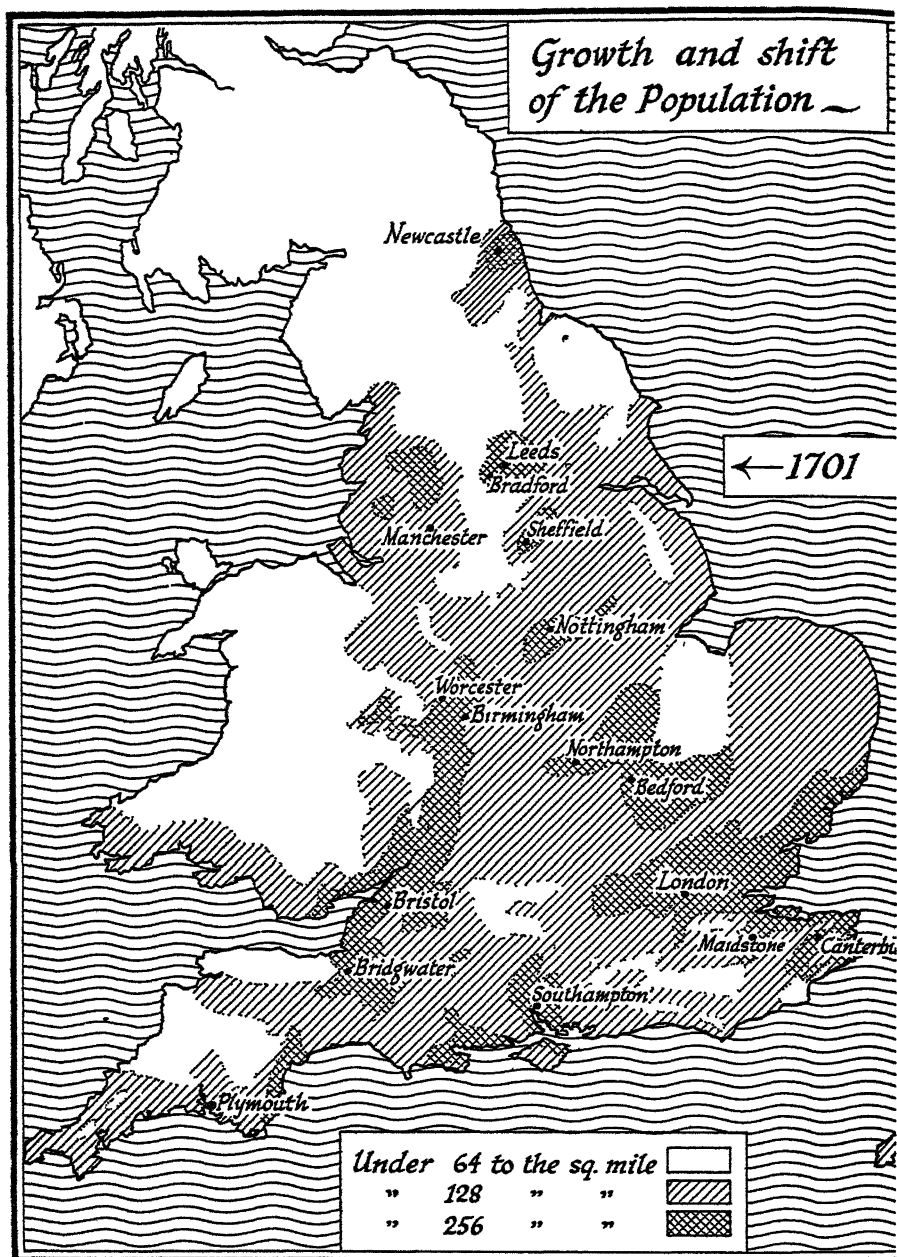 Growth and shift
of the Population
Newcastle
←1701
Leeds
Bradford
Manchester
Sheffield
Nottingham
Worcester
Birmingham
Northampton
Bedford
London
Bristol
Maidstone
Canterbu
Bridgwater
Southampton
Plymouth
Under 64 to the sq. mile
" 128 " "
" 256 " "